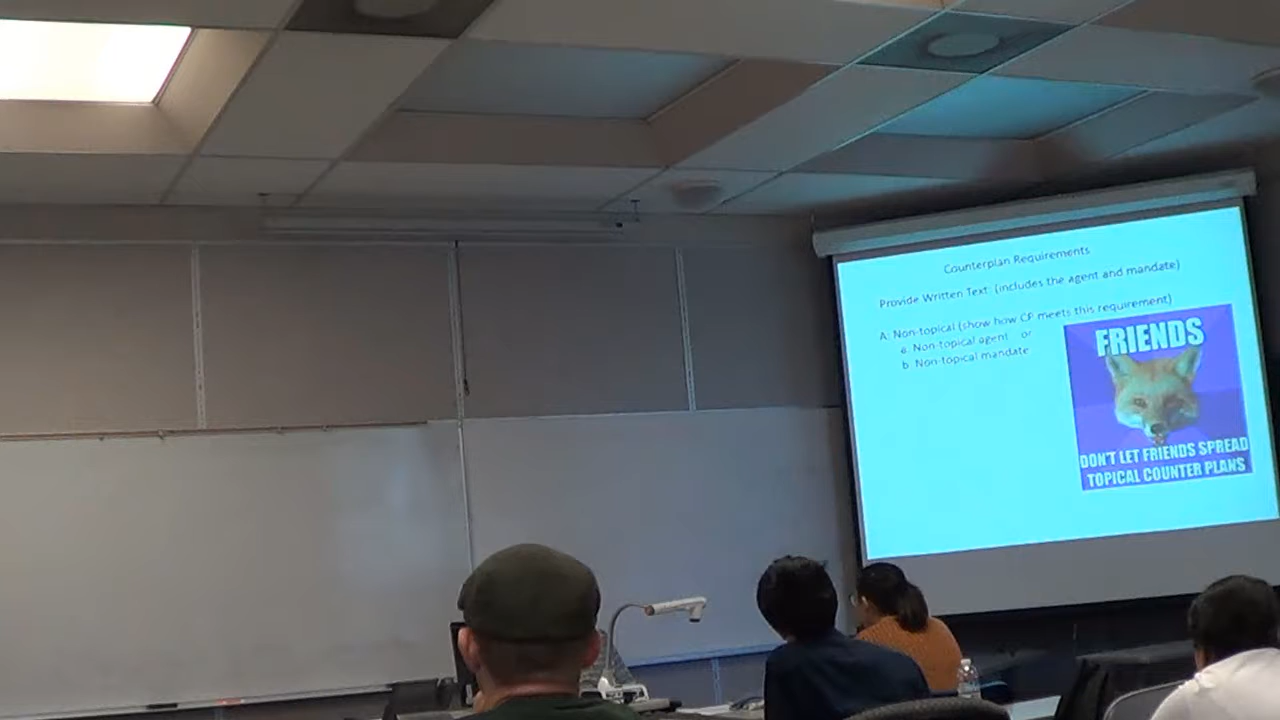 Counterplan Requirements
Provide Written Text: (includes the agent and mandate)
A: Non-topical (show how CP meets this requirement)
a. Non-topical agent or
b. Non-topical mandate
FRIENDS
DON'T LET FRIENDS SPREAD
TOPICAL COUNTER PLANS